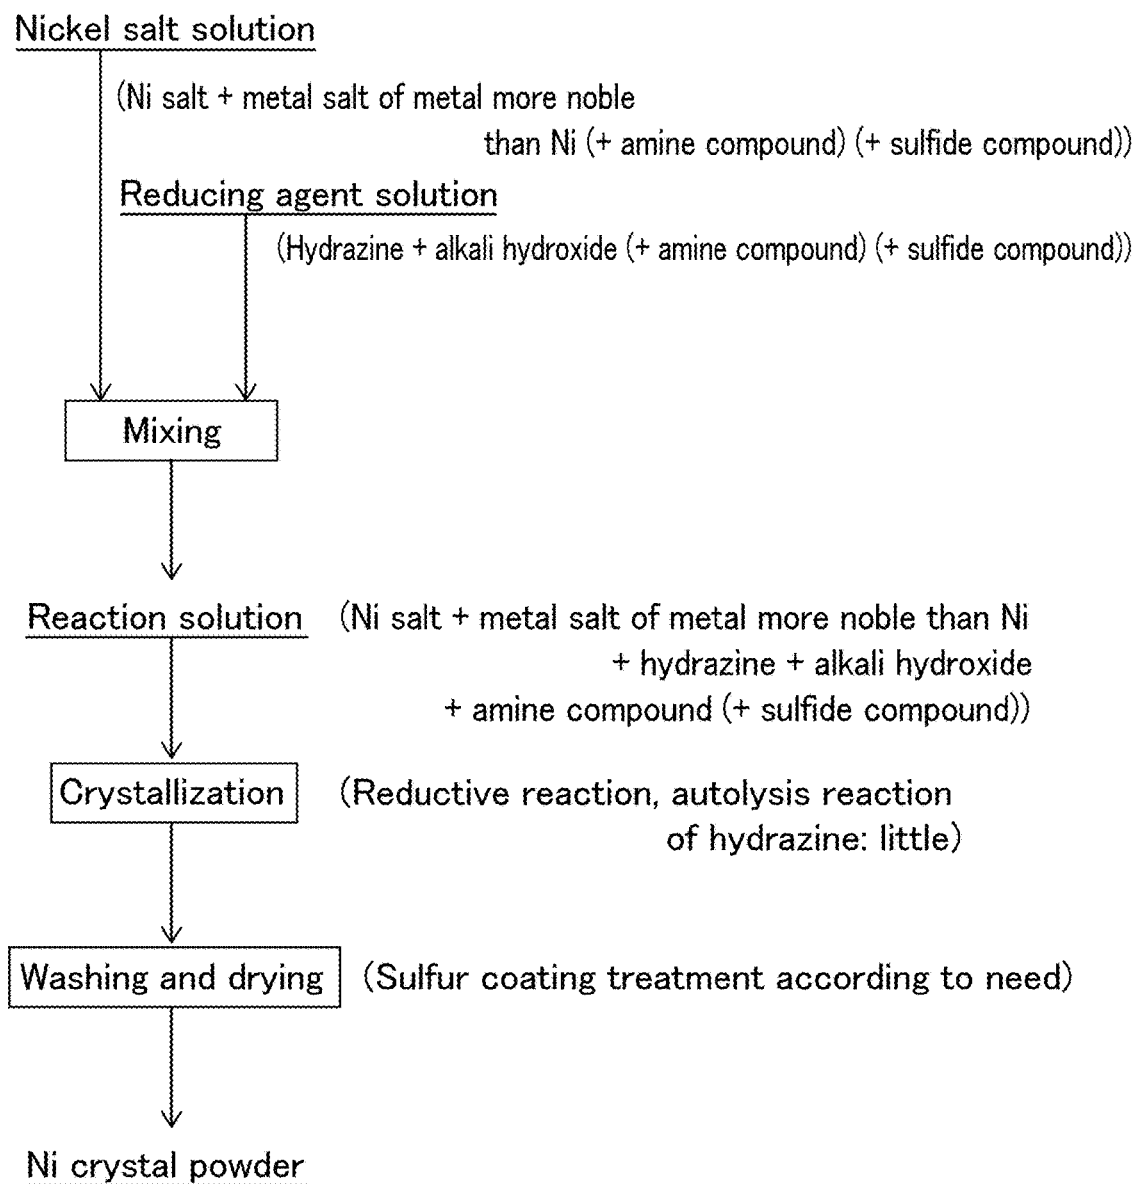 Nickel salt solution
(Ni salt + metal salt of metal more noble
than Ni (+ amine compound) (+ sulfide compound))
Reducing agent solution
(Hydrazine + alkali hydroxide (+ amine compound) (+ sulfide compound))
Mixing
Reaction solution (Ni salt + metal salt of metal more noble than Ni
+ hydrazine + alkali hydroxide
+ amine compound (+ sulfide compound))
Crystallization (Reductive reaction, autolysis reaction
of hydrazine: little)
Washing and drying (Sulfur coating treatment according to need)
Ni crystal powder